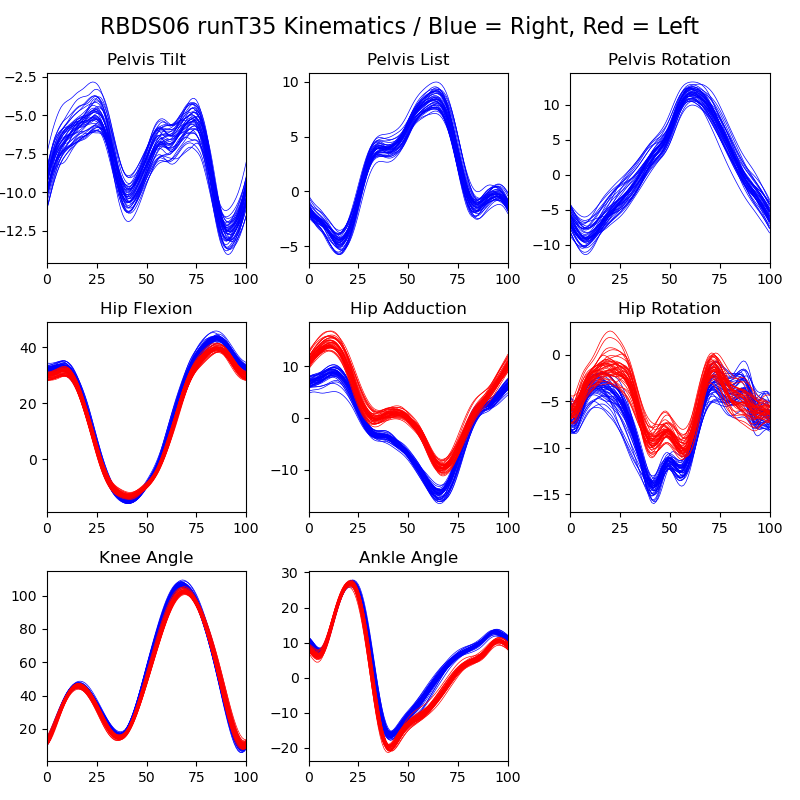 RBDS06 runT35 Kinematics / Blue = Right, Red = Left
Pelvis Tilt
Pelvis List
Pelvis Rotation
−2.5
−5.0
−7.5
−10.0
−12.5
0 25 50 75 100
10
5
0
−5
0 25 50 75 100
10
5
0
−5
−10
0 25 50 75 100
Hip Flexion
Hip Adduction
Hip Rotation
40
20
0
0 25 50 75 100
10
0
−10
0 25 50 75 100
0
−5
−10
−15
0 25 50 75 100
Knee Angle
Ankle Angle
100
80
60
40
20
0 25 50 75 100
30
20
10
0
−10
−20
0 25 50 75 100